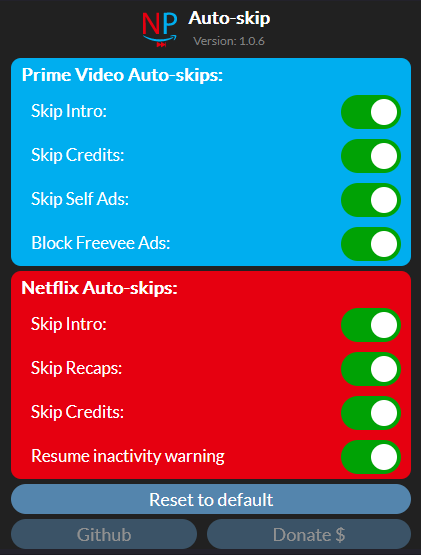 NP
Auto-skip
Version: 1.0.6
Prime Video Auto-skips:
Skip Intro:
Skip Credits:
Skip Self Ads:
Block Freevee Ads:
Netflix Auto-skips:
Skip Intro:
Skip Recaps:
Skip Credits:
Resume inactivity warning
Reset to default
Github
Donate $